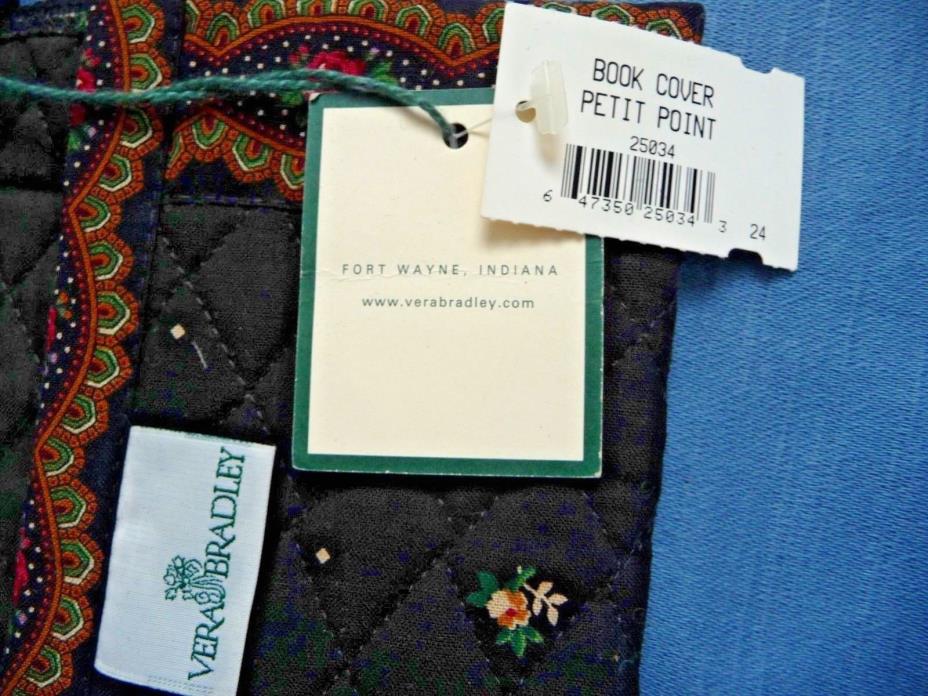 BOOK COVER
PETIT POINT
25034
6 47350 25034 3 24
FORT WAYNE, INDIANA
www.verabradley.com
VERA BRADLEY